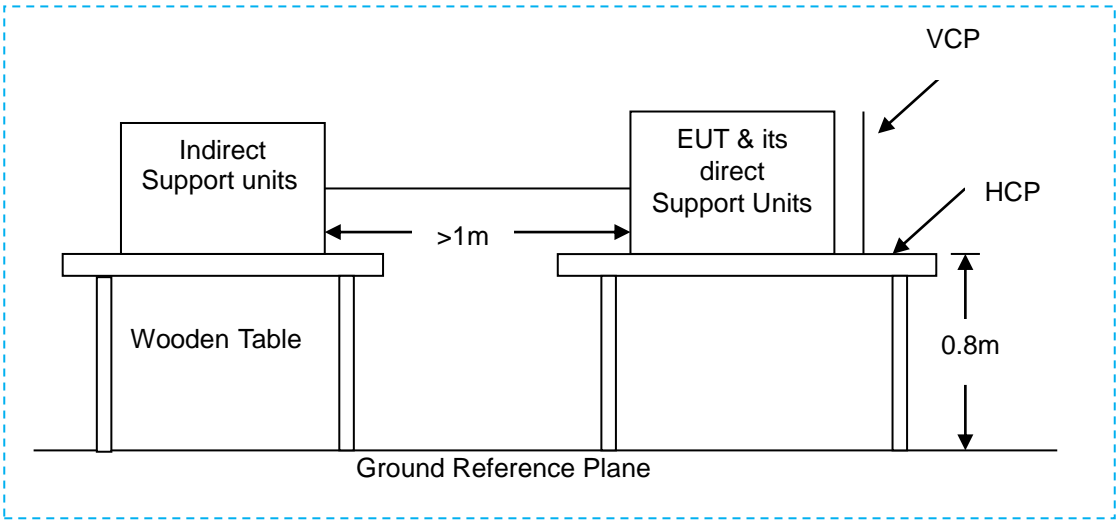 VCP
Indirect
Support units
EUT & its
direct
Support Units
HCP
>1m
Wooden Table
0.8m
Ground Reference Plane